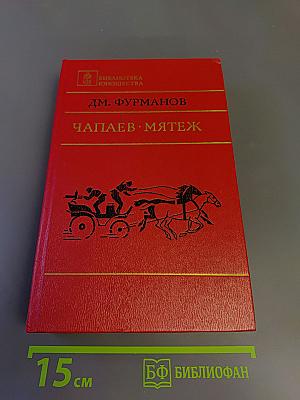 БИБЛИОТЕКА
ЮНОШЕСТВА
ДМ. ФУРМАНОВ
ЧАПАЕВ · МЯТЕЖ
15 см
БФ БИБЛИОФАН